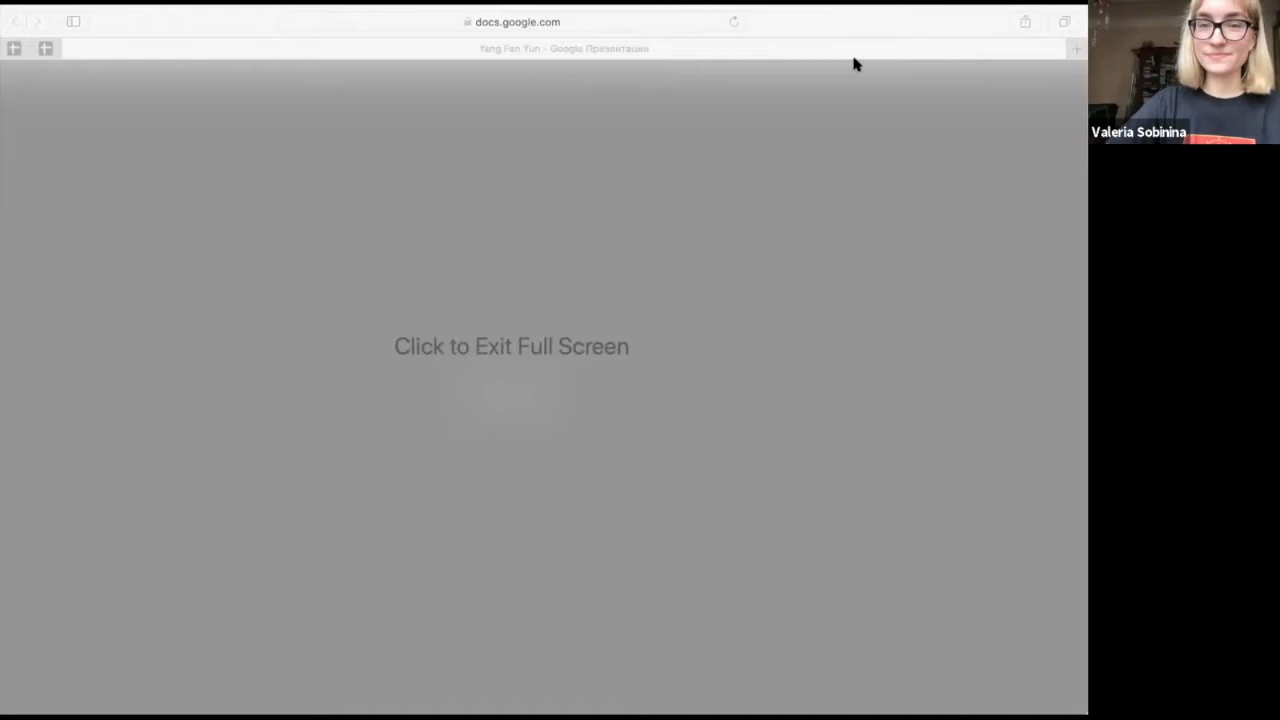 docs.google.com
Yang Fan Yun - Google Презентации
Click to Exit Full Screen
Valeria Sobinina